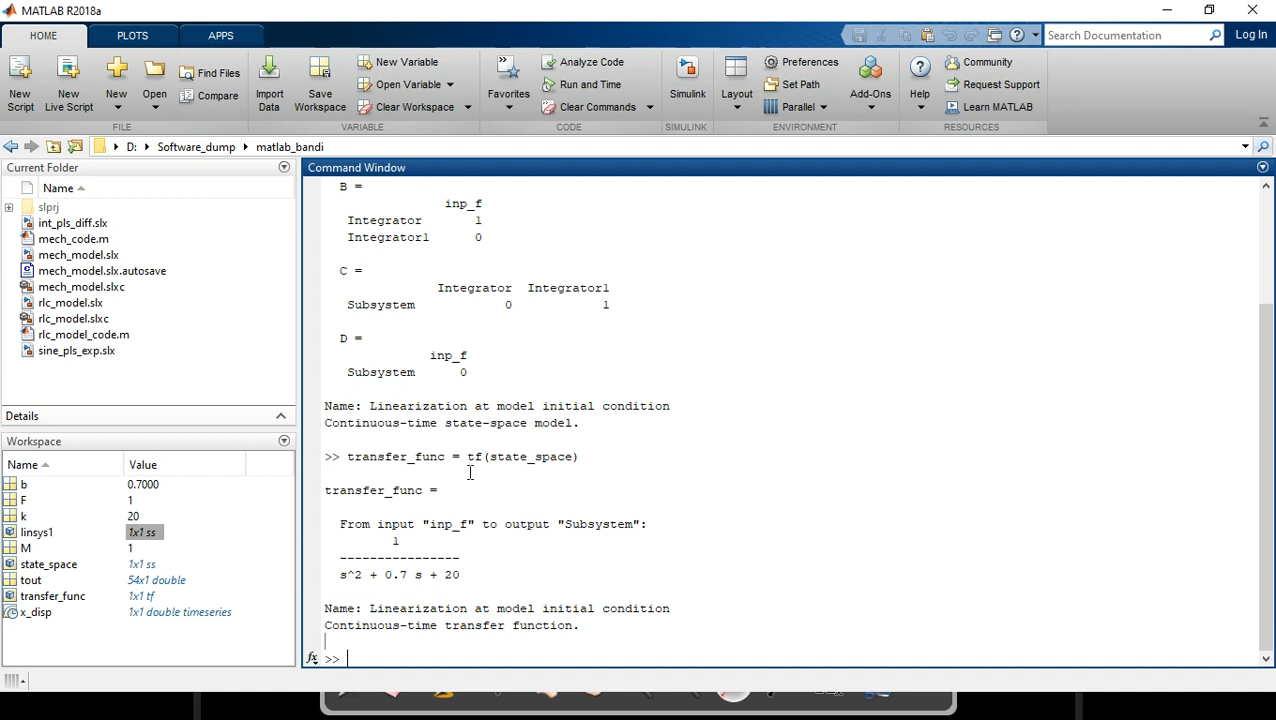 MATLAB R2018a
HOME PLOTS APPS
Search Documentation
Log In
New Script
New Live Script
New
Open
Find Files
Compare
FILE
Import Data
Save Workspace
New Variable
Open Variable
Clear Workspace
VARIABLE
Favorites
Analyze Code
Run and Time
Clear Commands
CODE
Simulink
SIMULINK
Layout
Preferences
Set Path
Parallel
ENVIRONMENT
Add-Ons
Help
Community
Request Support
Learn MATLAB
RESOURCES
D: Software_dump matlab_bandi
Current Folder
Name
slprj
int_pls_diff.slx
mech_code.m
mech_model.slx
mech_model.slx.autosave
mech_model.slxc
rlc_model.slx
rlc_model.slxc
rlc_model_code.m
sine_pls_exp.slx
Details
Workspace
Name Value
b 0.7000
F 1
k 20
linsys1 1x1 ss
M 1
state_space 1x1 ss
tout 54x1 double
transfer_func 1x1 tf
x_disp 1x1 double timeseries
Command Window
B =
inp_f
Integrator 1
Integrator1 0
C =
Integrator Integrator1
Subsystem 0 1
D =
inp_f
Subsystem 0
Name: Linearization at model initial condition
Continuous-time state-space model.
>> transfer_func = tf(state_space)
transfer_func =
From input "inp_f" to output "Subsystem":
1
----------------
s^2 + 0.7 s + 20
Name: Linearization at model initial condition
Continuous-time transfer function.
fx >>